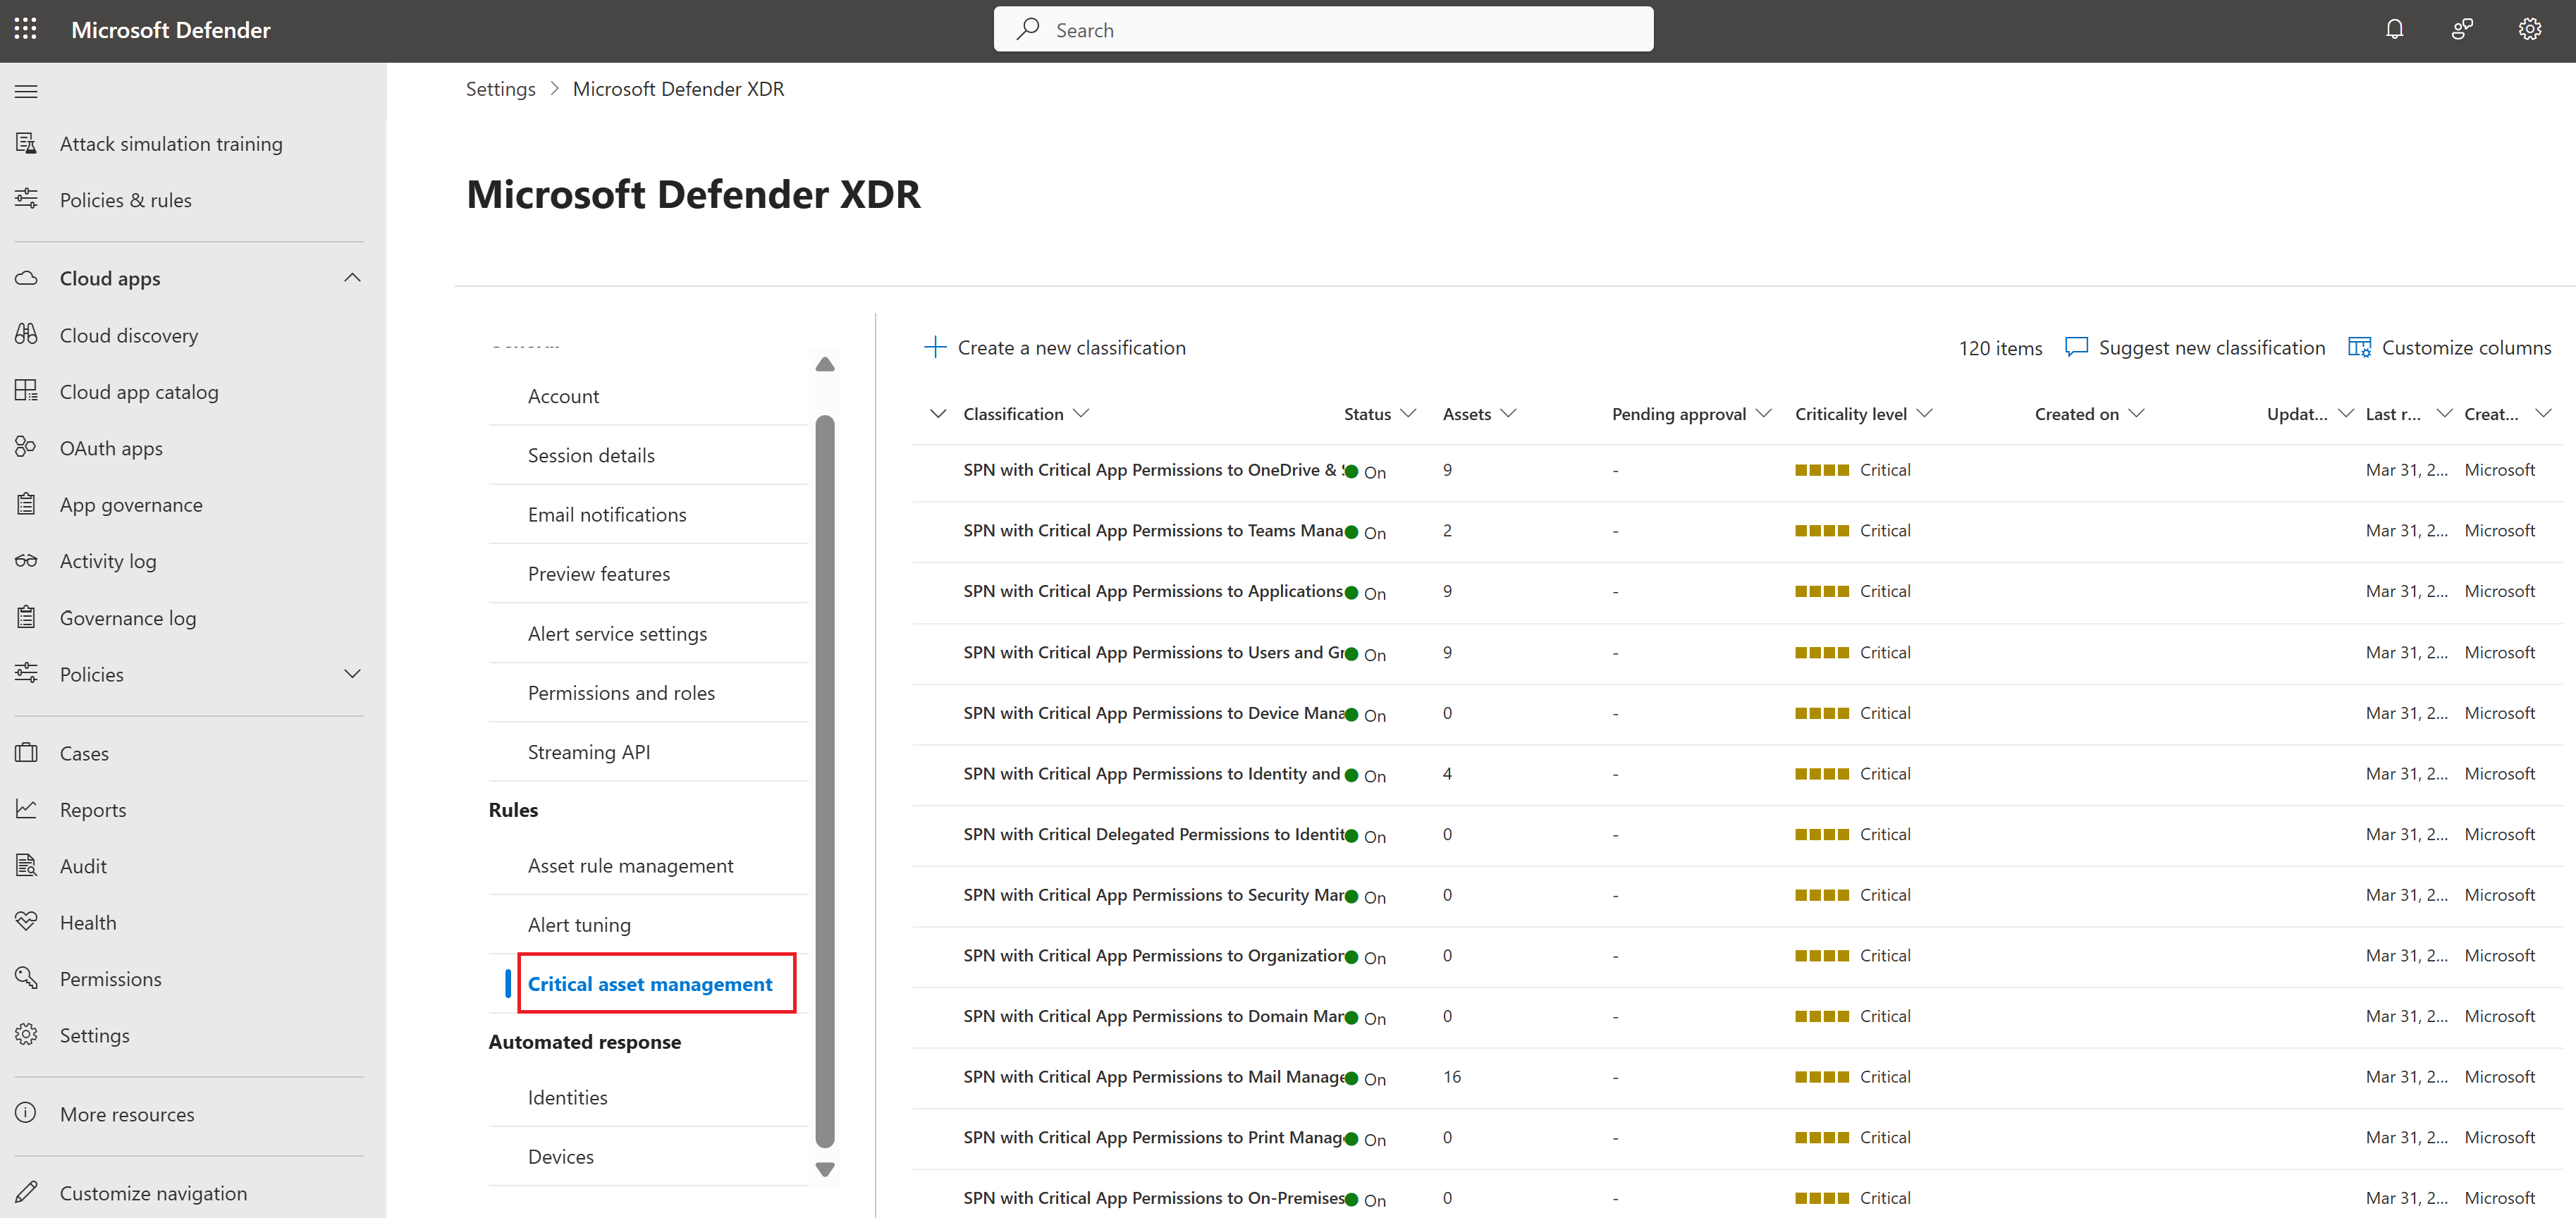 Microsoft Defender
Search
Attack simulation training
Policies & rules
Cloud apps
Cloud discovery
Cloud app catalog
OAuth apps
App governance
Activity log
Governance log
Policies
Cases
Reports
Audit
Health
Permissions
Settings
More resources
Customize navigation
Settings > Microsoft Defender XDR
Microsoft Defender XDR
Account
Session details
Email notifications
Preview features
Alert service settings
Permissions and roles
Streaming API
Rules
Asset rule management
Alert tuning
Critical asset management
Automated response
Identities
Devices
Create a new classification 120 items Suggest new classification Customize columns
Classification Status Assets Pending approval Criticality level Created on Updat... Last r... Creat...
SPN with Critical App Permissions to OneDrive & On 9 - Critical Mar 31, 2... Microsoft
SPN with Critical App Permissions to Teams Mana On 2 - Critical Mar 31, 2... Microsoft
SPN with Critical App Permissions to Applications On 9 - Critical Mar 31, 2... Microsoft
SPN with Critical App Permissions to Users and Gr On 9 - Critical Mar 31, 2... Microsoft
SPN with Critical App Permissions to Device Mana On 0 - Critical Mar 31, 2... Microsoft
SPN with Critical App Permissions to Identity and On 4 - Critical Mar 31, 2... Microsoft
SPN with Critical Delegated Permissions to Identit On 0 - Critical Mar 31, 2... Microsoft
SPN with Critical App Permissions to Security Mar On 0 - Critical Mar 31, 2... Microsoft
SPN with Critical App Permissions to Organization On 0 - Critical Mar 31, 2... Microsoft
SPN with Critical App Permissions to Domain Mar On 0 - Critical Mar 31, 2... Microsoft
SPN with Critical App Permissions to Mail Manage On 16 - Critical Mar 31, 2... Microsoft
SPN with Critical App Permissions to Print Manag On 0 - Critical Mar 31, 2... Microsoft
SPN with Critical App Permissions to On-Premises On 0 - Critical Mar 31, 2... Microsoft